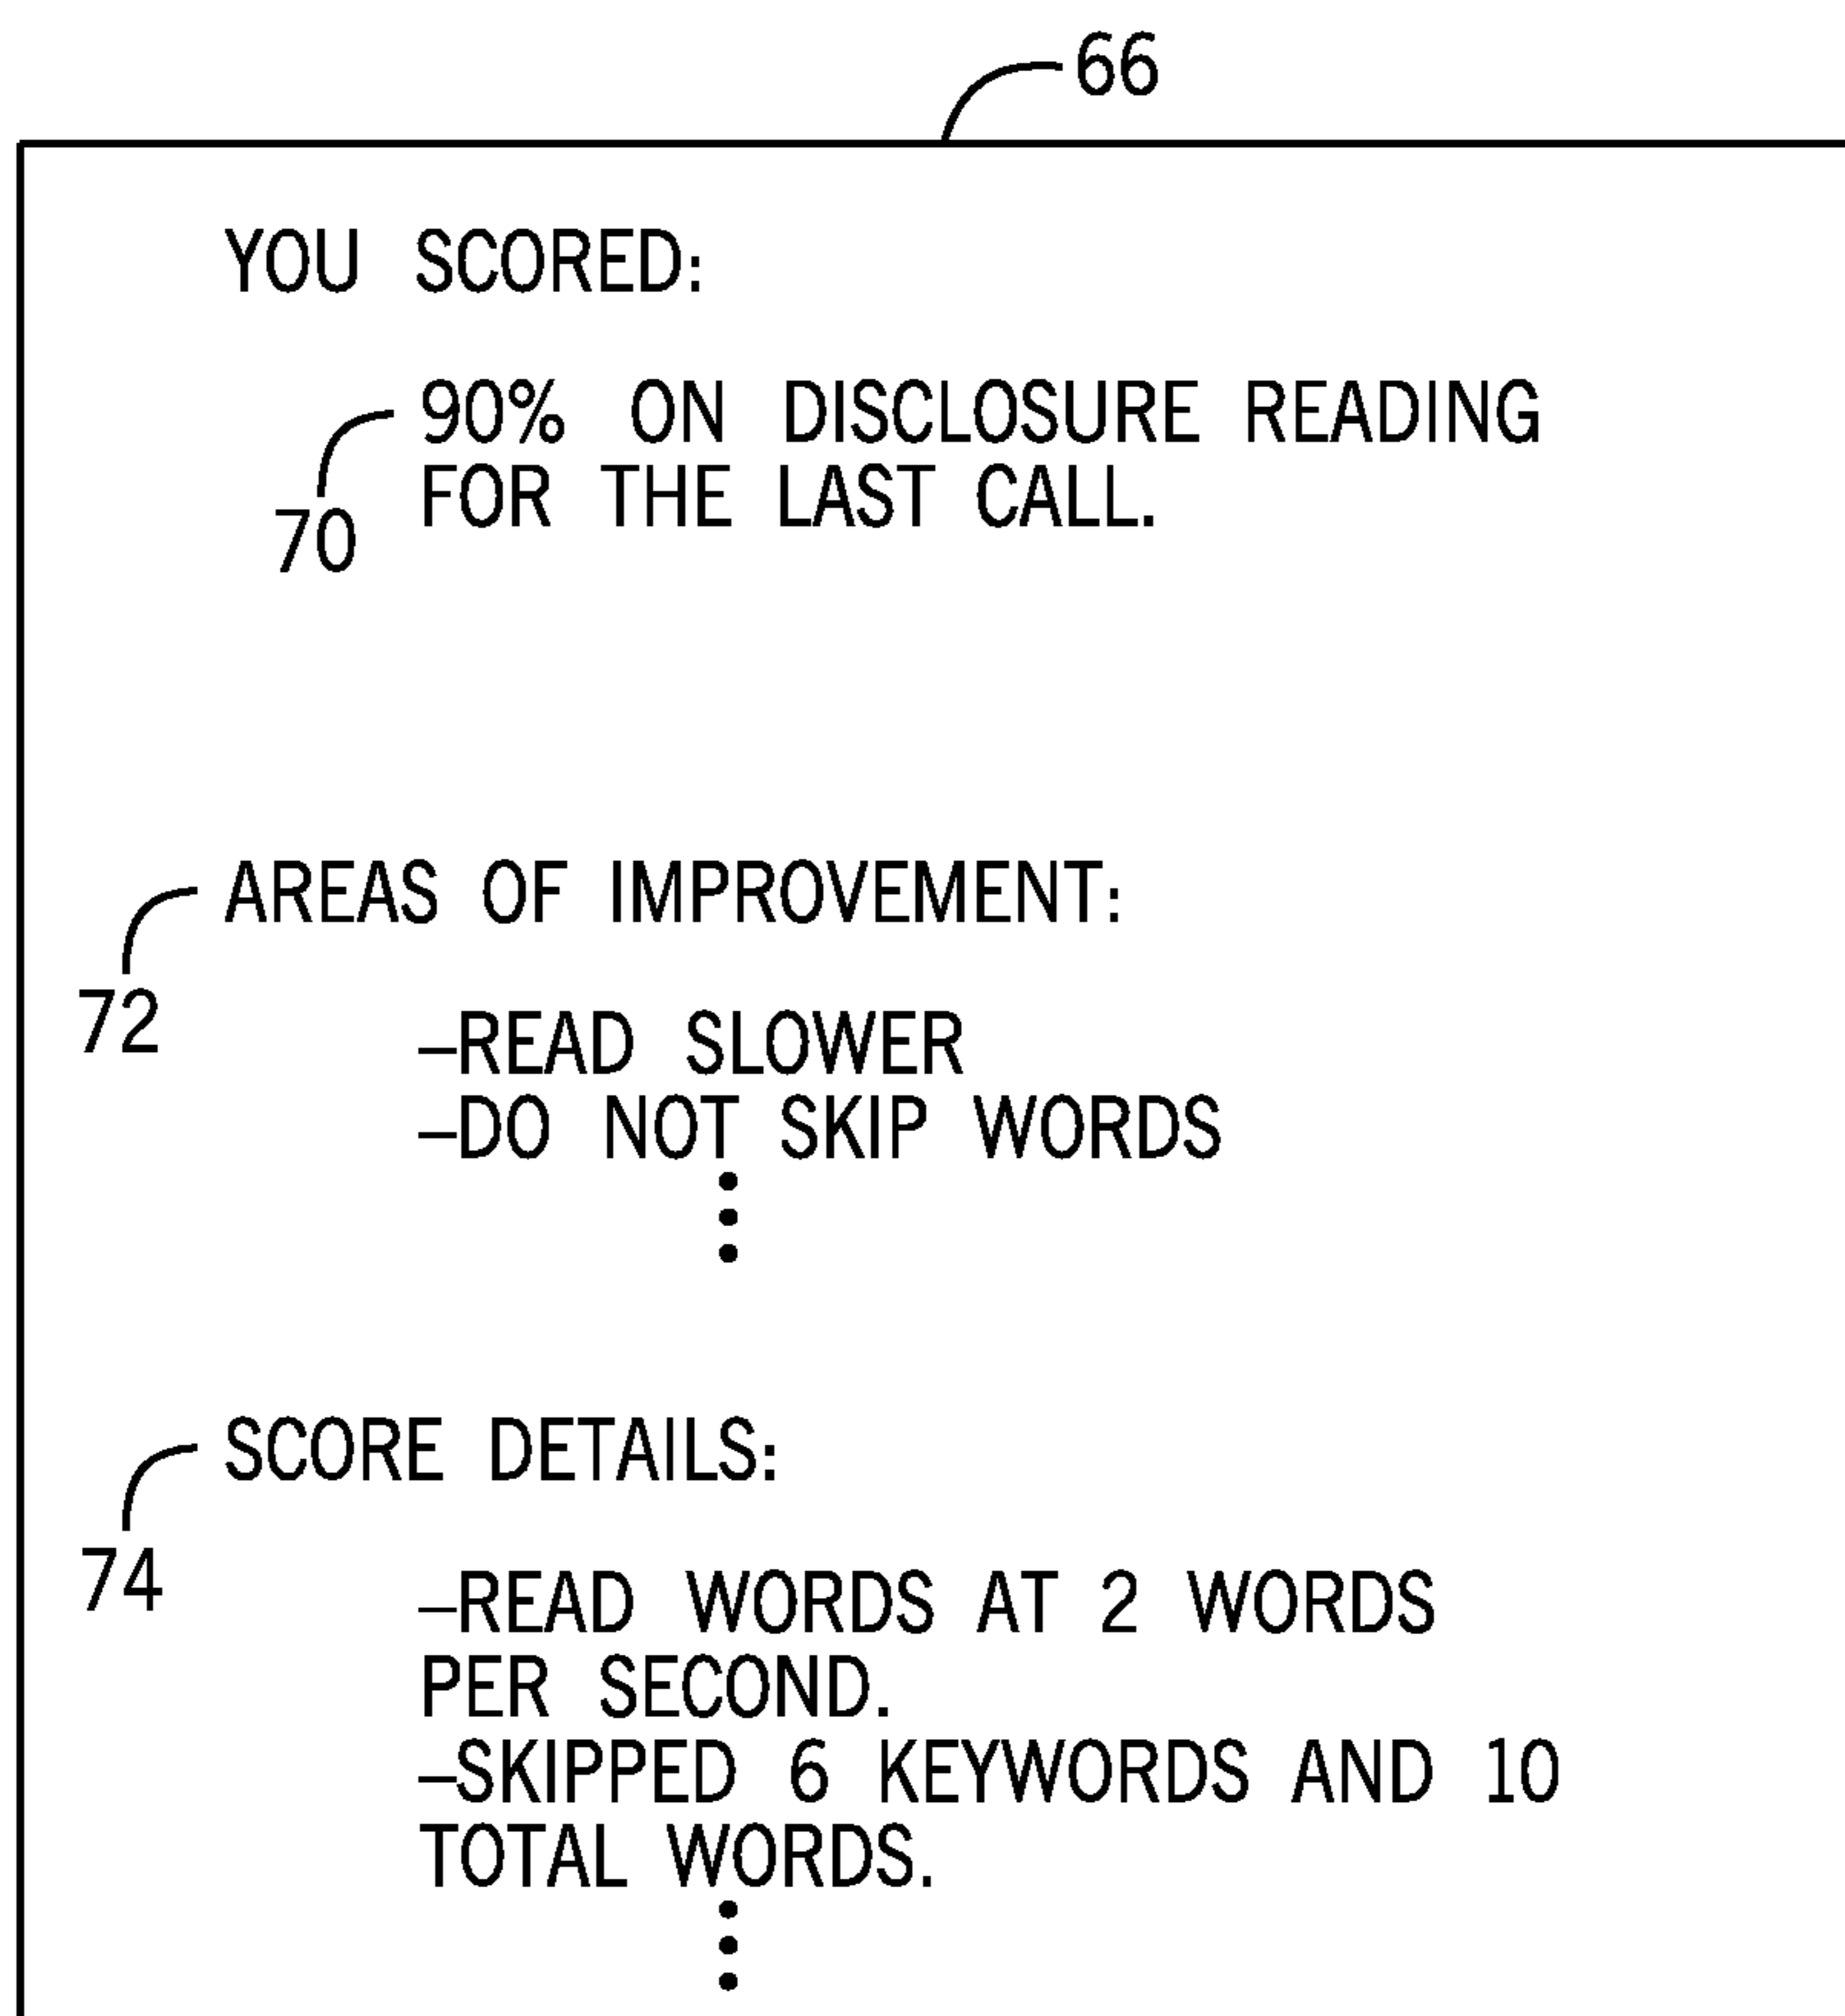 66
YOU SCORED:
90% ON DISCLOSURE READING
FOR THE LAST CALL.
70
AREAS OF IMPROVEMENT:
72
–READ SLOWER
–DO NOT SKIP WORDS
SCORE DETAILS:
74
–READ WORDS AT 2 WORDS
PER SECOND.
–SKIPPED 6 KEYWORDS AND 10
TOTAL WORDS.